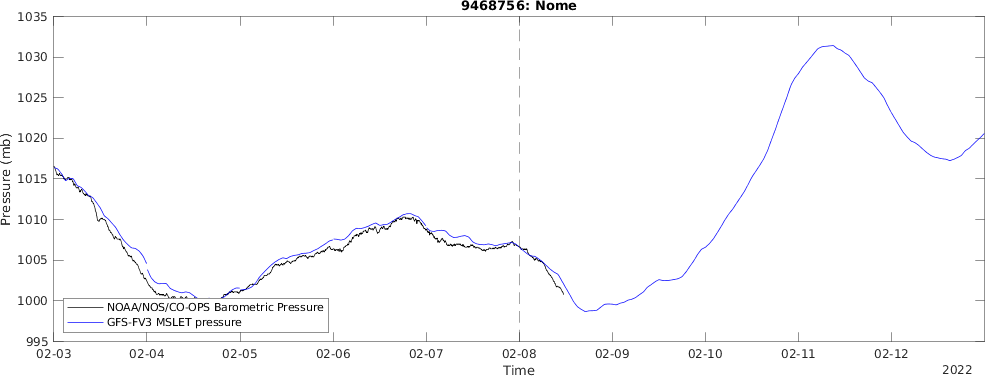 9468756: Nome
1035
1030
1025
1020
1015
1010
1005
1000
995
Pressure (mb)
NOAA/NOS/CO-OPS Barometric Pressure
GFS-FV3 MSLET pressure
02-03 02-04 02-05 02-06 02-07 02-08 02-09 02-10 02-11 02-12
Time
2022